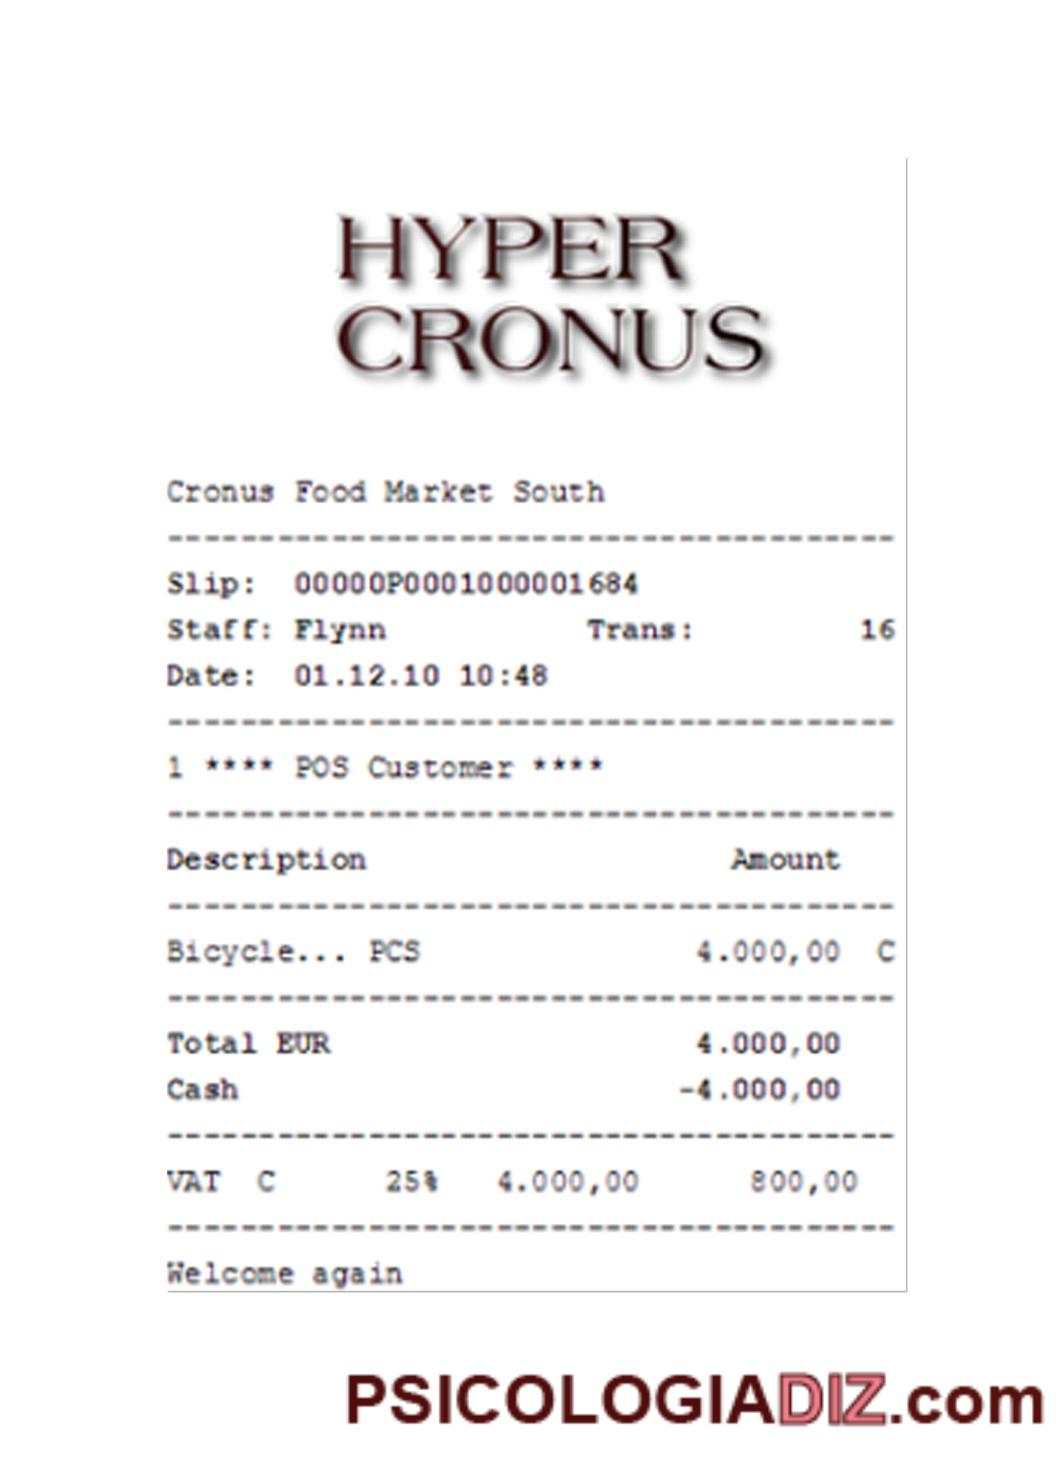 HYPER
CRONUS
Cronus Food Market South
----------------------------------------
Slip:  00000P0001000001684
Staff: Flynn           Trans:         16
Date:  01.12.10 10:48
----------------------------------------
1 **** POS Customer ****
----------------------------------------
Description                    Amount
----------------------------------------
Bicycle... PCS               4.000,00  C
----------------------------------------
Total EUR                    4.000,00
Cash                        -4.000,00
----------------------------------------
VAT  C      25%   4.000,00      800,00
----------------------------------------
Welcome again
PSICOLOGIADIZ.com